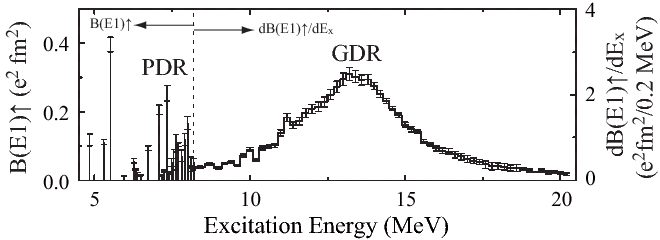 B(E1)↑
dB(E1)↑/dEx
PDR
GDR
B(E1)↑ (e² fm²)
0.4
0.2
0.0
dB(E1)↑/dEx
(e²fm²/0.2 MeV)
4
2
0
5
10
15
20
Excitation Energy (MeV)